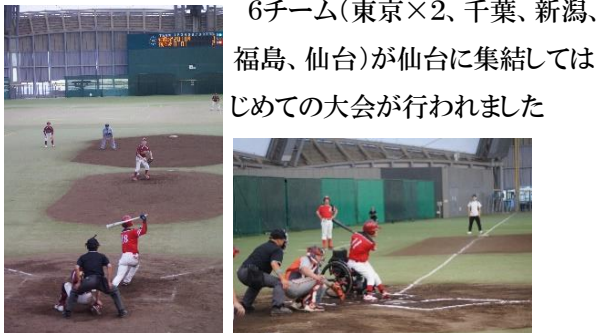 6チーム(東京×2、千葉、新潟、
福島、仙台)が仙台に集結しては
じめての大会が行われました